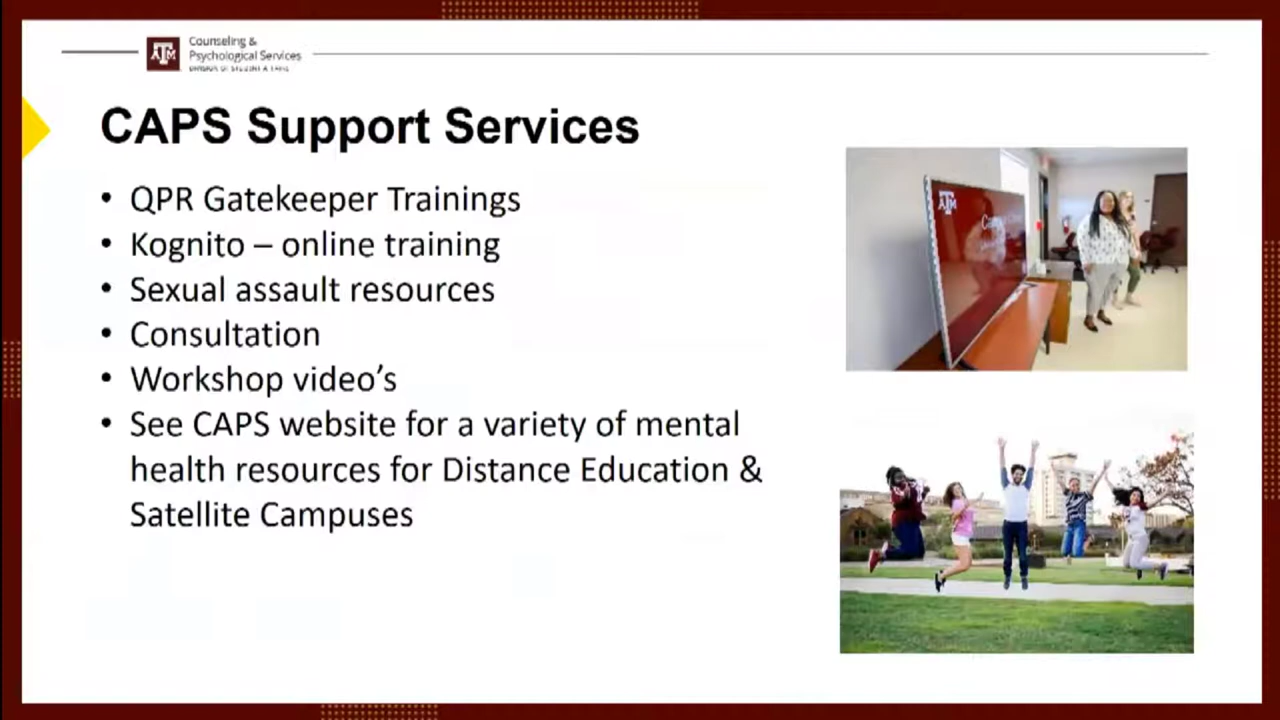 Counseling &
Psychological Services
CAPS Support Services
• QPR Gatekeeper Trainings
• Kognito – online training
• Sexual assault resources
• Consultation
• Workshop video’s
• See CAPS website for a variety of mental
health resources for Distance Education &
Satellite Campuses